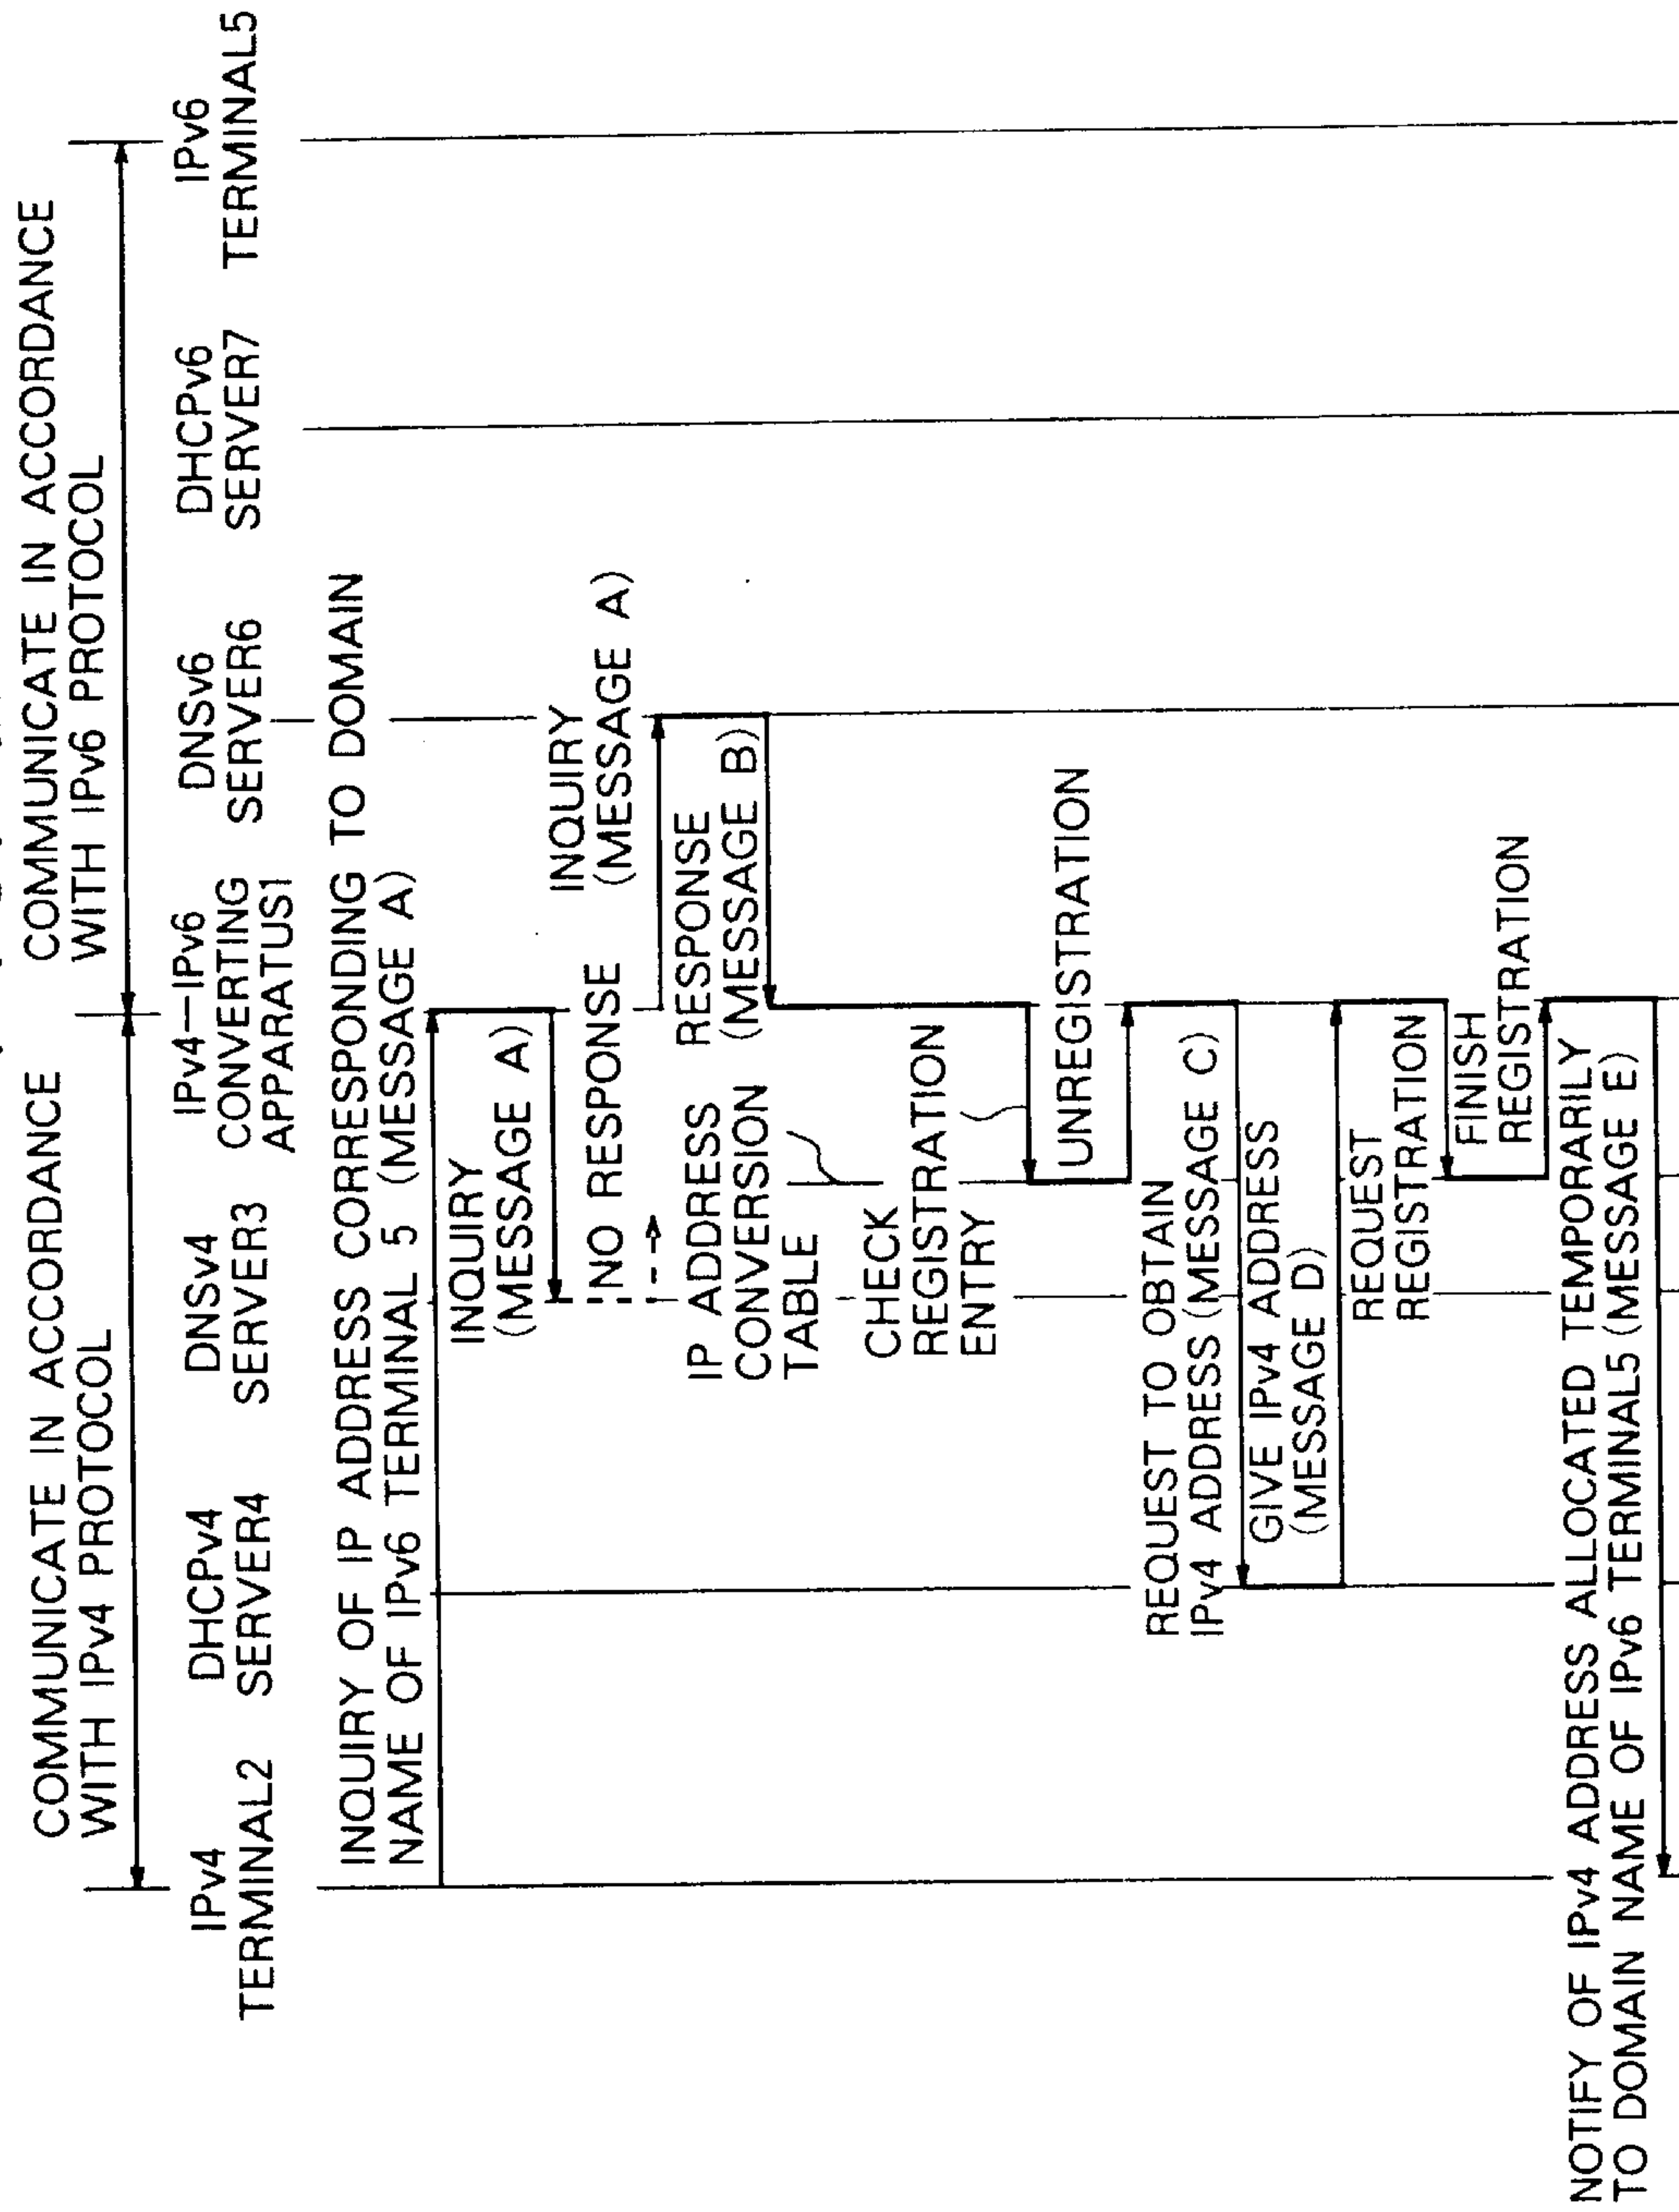 COMMUNICATE IN ACCORDANCE
WITH IPv4 PROTOCOL
COMMUNICATE IN ACCORDANCE
WITH IPv6 PROTOCOL
IPv4
TERMINAL2
DHCPv4
SERVER4
DNSv4
SERVER3
IPv4—IPv6
CONVERTING
APPARATUS1
DNSv6
SERVER6
DHCPv6
SERVER7
IPv6
TERMINAL5
INQUIRY OF IP ADDRESS CORRESPONDING TO DOMAIN
NAME OF IPv6 TERMINAL 5 (MESSAGE A)
INQUIRY
(MESSAGE A)
NO RESPONSE
INQUIRY
(MESSAGE A)
RESPONSE
(MESSAGE B)
IP ADDRESS
CONVERSION
TABLE
CHECK
REGISTRATION
ENTRY
UNREGISTRATION
REQUEST TO OBTAIN
IPv4 ADDRESS (MESSAGE C)
GIVE IPv4 ADDRESS
(MESSAGE D)
REQUEST
REGISTRATION
FINISH
REGISTRATION
NOTIFY OF IPv4 ADDRESS ALLOCATED TEMPORARILY
TO DOMAIN NAME OF IPv6 TERMINAL5 (MESSAGE E)